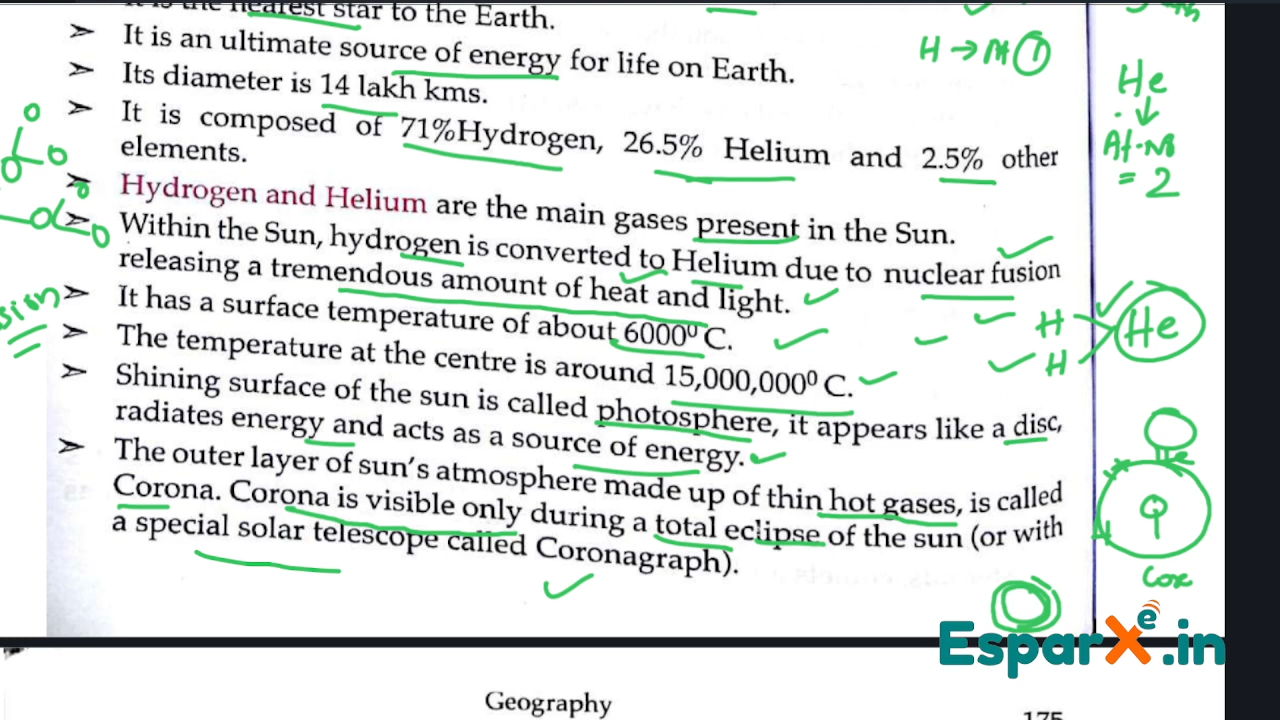 nearest star to the Earth.
➢ It is an ultimate source of energy for life on Earth.
➢ Its diameter is 14 lakh kms.
➢ It is composed of 71%Hydrogen, 26.5% Helium and 2.5% other
elements.
➢ Hydrogen and Helium are the main gases present in the Sun.
➢ Within the Sun, hydrogen is converted to Helium due to nuclear fusion
releasing a tremendous amount of heat and light.
➢ It has a surface temperature of about 6000⁰ C.
➢ The temperature at the centre is around 15,000,000⁰ C.
➢ Shining surface of the sun is called photosphere, it appears like a disc,
radiates energy and acts as a source of energy.
➢ The outer layer of sun's atmosphere made up of thin hot gases, is called
Corona. Corona is visible only during a total eclipse of the sun (or with
a special solar telescope called Coronagraph).
H → 1
He
↓
At·No
= 2
H
H
He
EsparXe.in
Geography
175